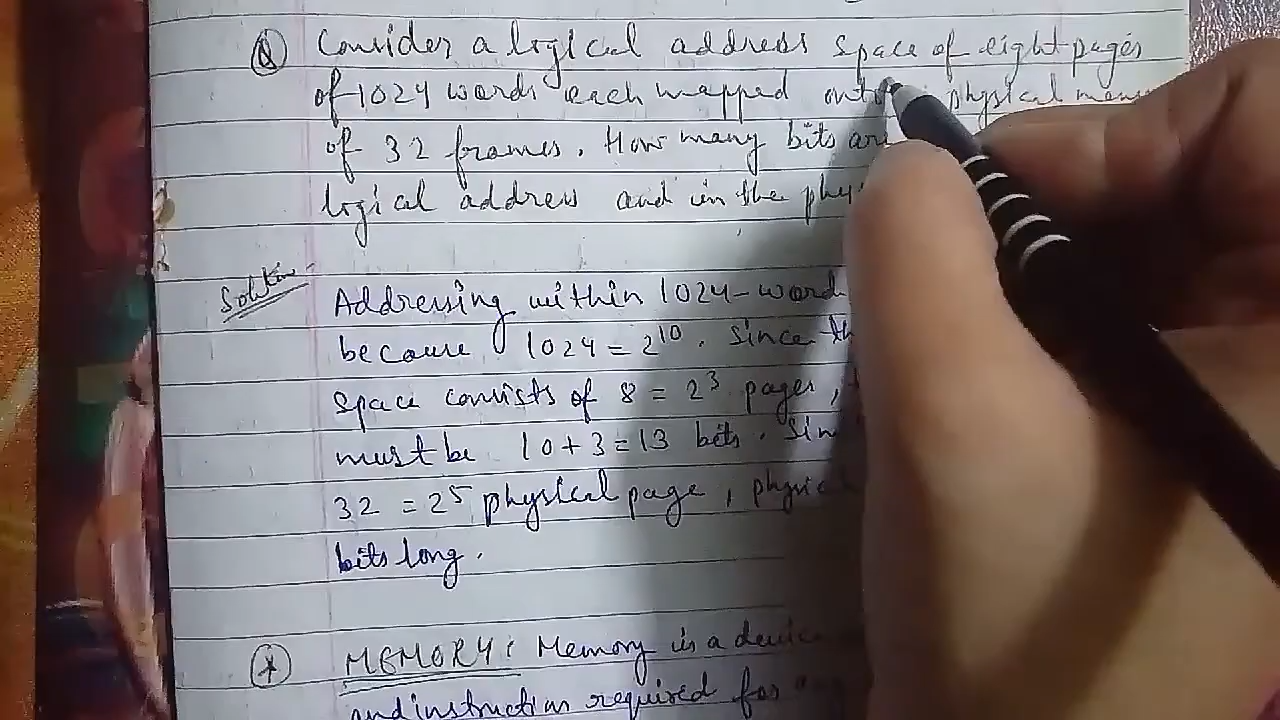 Q Consider a logical address space of eight pages
of 1024 words each mapped onto physical
of 32 frames. How many bits are
logical address and in the
Solution -
Addressing within 1024-word
because 1024 = 2^10. Since
space consists of 8 = 2^3 pages,
must be 10 + 3 = 13 bits.
32 = 2^5 physical page,
bits long.
* MEMORY: Memory is a device
and instruction required for